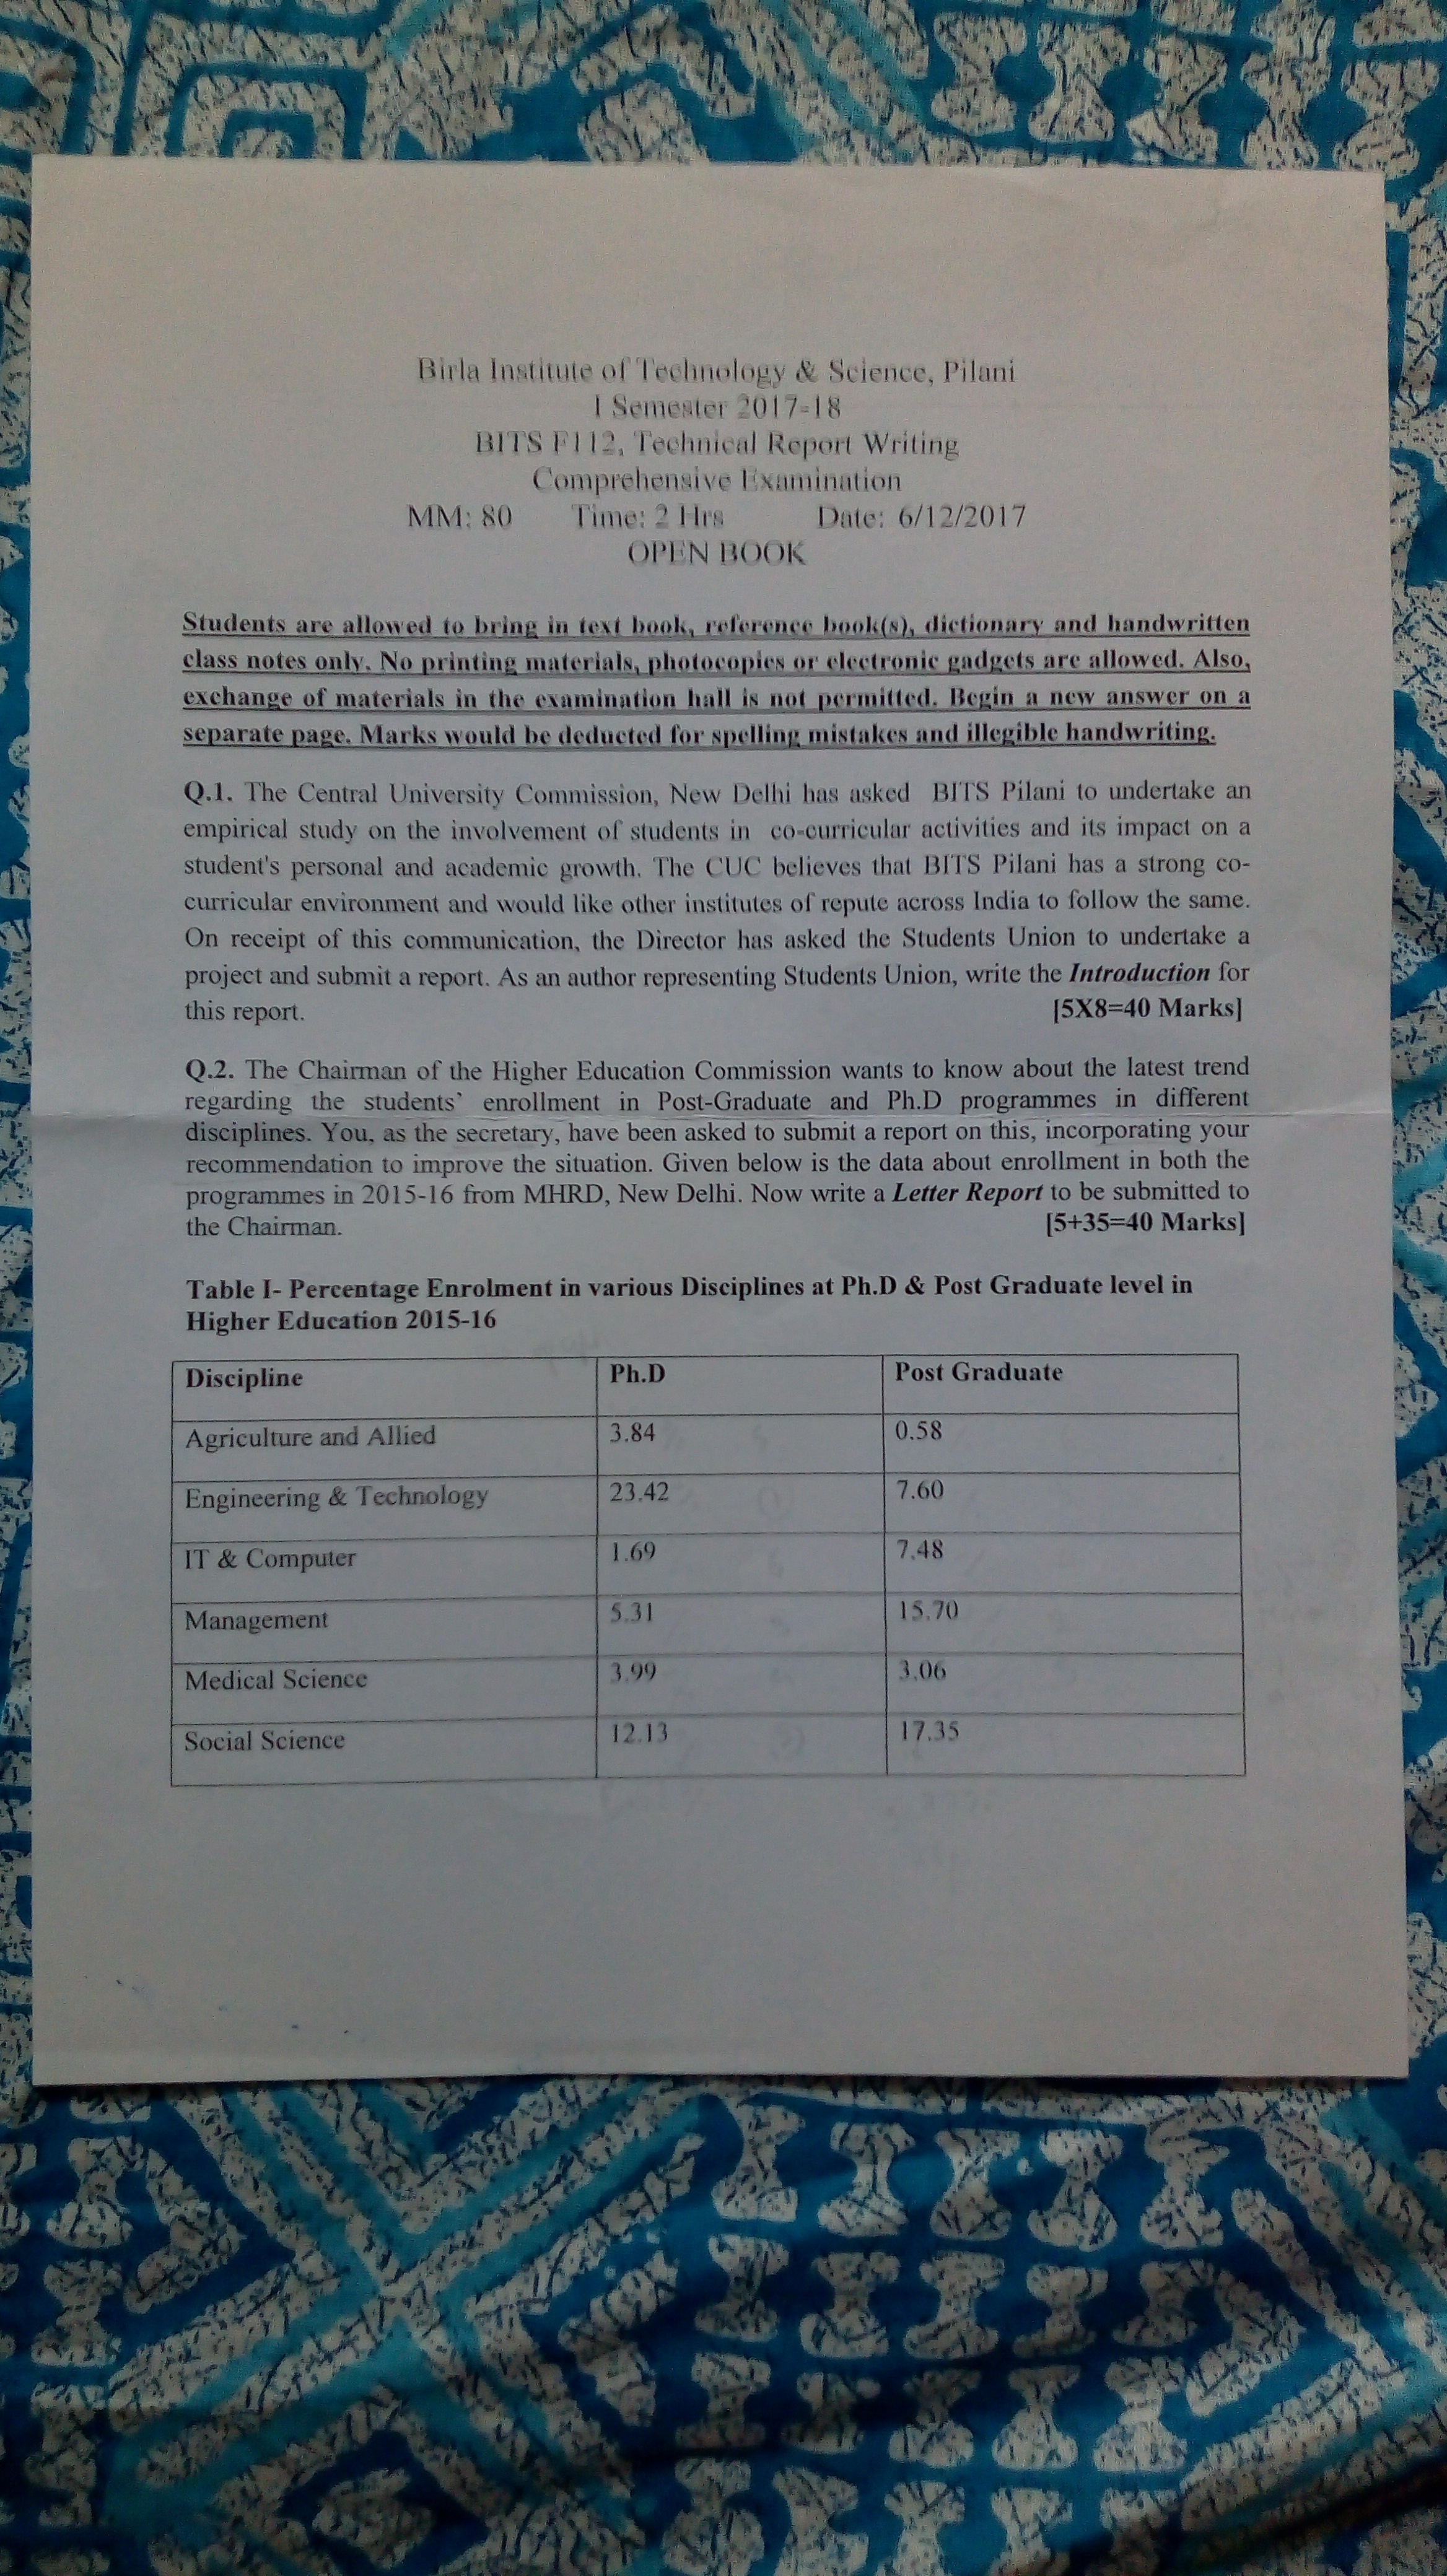 Birla Institute of Technology & Science, Pilani
I Semester 2017-18
BITS F112, Technical Report Writing
Comprehensive Examination
MM: 80 Time: 2 Hrs Date: 6/12/2017
OPEN BOOK
Students are allowed to bring in text book, reference book(s), dictionary and handwritten
class notes only. No printing materials, photocopies or electronic gadgets are allowed. Also,
exchange of materials in the examination hall is not permitted. Begin a new answer on a
separate page. Marks would be deducted for spelling mistakes and illegible handwriting.
Q.1. The Central University Commission, New Delhi has asked BITS Pilani to undertake an
empirical study on the involvement of students in co-curricular activities and its impact on a
student's personal and academic growth. The CUC believes that BITS Pilani has a strong co-
curricular environment and would like other institutes of repute across India to follow the same.
On receipt of this communication, the Director has asked the Students Union to undertake a
project and submit a report. As an author representing Students Union, write the Introduction for
this report. [5X8=40 Marks]
Q.2. The Chairman of the Higher Education Commission wants to know about the latest trend
regarding the students' enrollment in Post-Graduate and Ph.D programmes in different
disciplines. You, as the secretary, have been asked to submit a report on this, incorporating your
recommendation to improve the situation. Given below is the data about enrollment in both the
programmes in 2015-16 from MHRD, New Delhi. Now write a Letter Report to be submitted to
the Chairman. [5+35=40 Marks]
Table I- Percentage Enrolment in various Disciplines at Ph.D & Post Graduate level in
Higher Education 2015-16
Discipline Ph.D Post Graduate
Agriculture and Allied 3.84 0.58
Engineering & Technology 23.42 7.60
IT & Computer 1.69 7.48
Management 5.31 15.70
Medical Science 3.99 3.06
Social Science 12.13 17.35